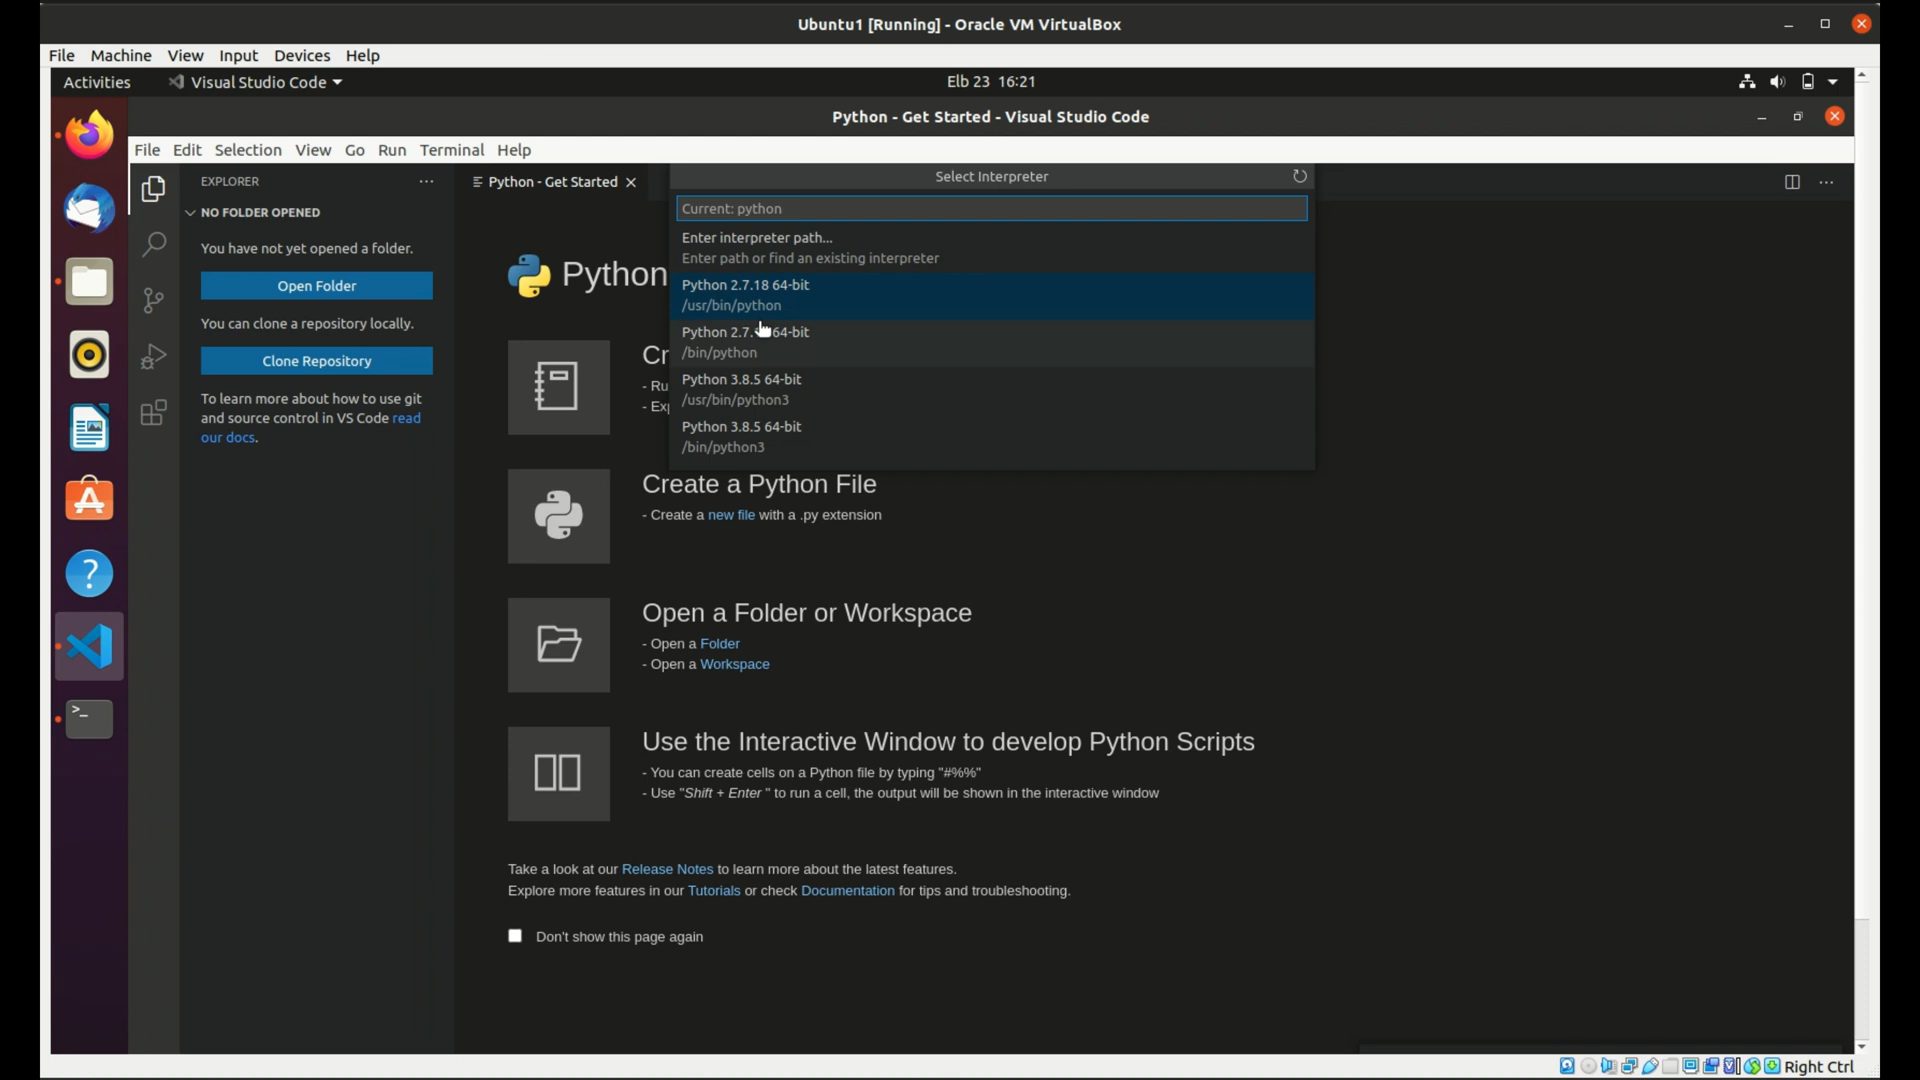 Ubuntu1 [Running] - Oracle VM VirtualBox
File Machine View Input Devices Help
Activities Visual Studio Code Elb 23 16:21
Python - Get Started - Visual Studio Code
File Edit Selection View Go Run Terminal Help
EXPLORER
NO FOLDER OPENED
You have not yet opened a folder.
Open Folder
You can clone a repository locally.
Clone Repository
To learn more about how to use git
and source control in VS Code read
our docs.
Python - Get Started
Select Interpreter
Current: python
Enter interpreter path...
Enter path or find an existing interpreter
Python 2.7.18 64-bit
/usr/bin/python
Python 2.7. 64-bit
/bin/python
Python 3.8.5 64-bit
/usr/bin/python3
Python 3.8.5 64-bit
/bin/python3
Python
Cr
- Ru
- Ex
Create a Python File
- Create a new file with a .py extension
Open a Folder or Workspace
- Open a Folder
- Open a Workspace
Use the Interactive Window to develop Python Scripts
- You can create cells on a Python file by typing "#%%"
- Use "Shift + Enter " to run a cell, the output will be shown in the interactive window
Take a look at our Release Notes to learn more about the latest features.
Explore more features in our Tutorials or check Documentation for tips and troubleshooting.
Don't show this page again
Right Ctrl